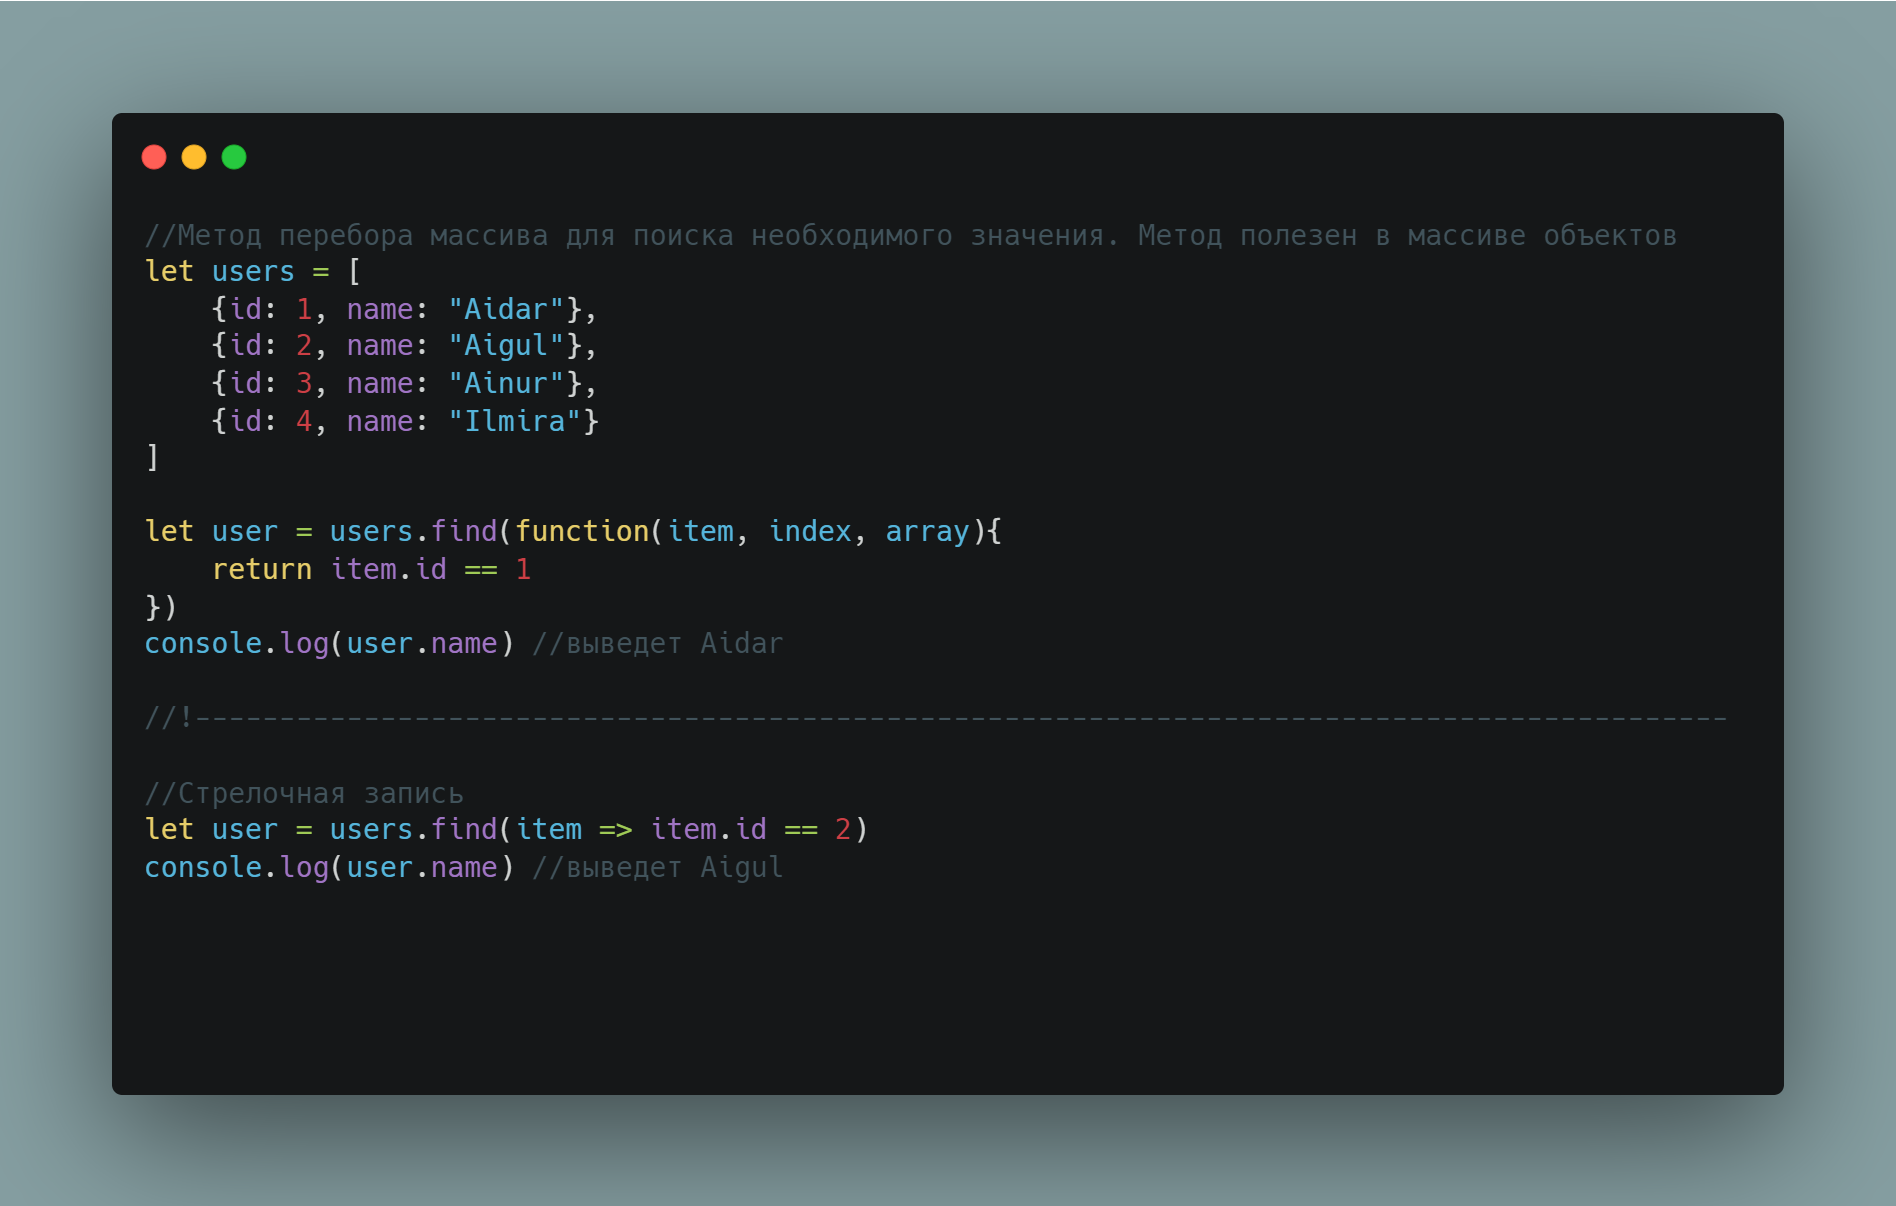 //Метод перебора массива для поиска необходимого значения. Метод полезен в массиве объектов
let users = [
    {id: 1, name: "Aidar"},
    {id: 2, name: "Aigul"},
    {id: 3, name: "Ainur"},
    {id: 4, name: "Ilmira"}
]
let user = users.find(function(item, index, array){
    return item.id == 1
})
console.log(user.name) //выведет Aidar
//!-------------------------------------------------------------------------------------------
//Стрелочная запись
let user = users.find(item => item.id == 2)
console.log(user.name) //выведет Aigul